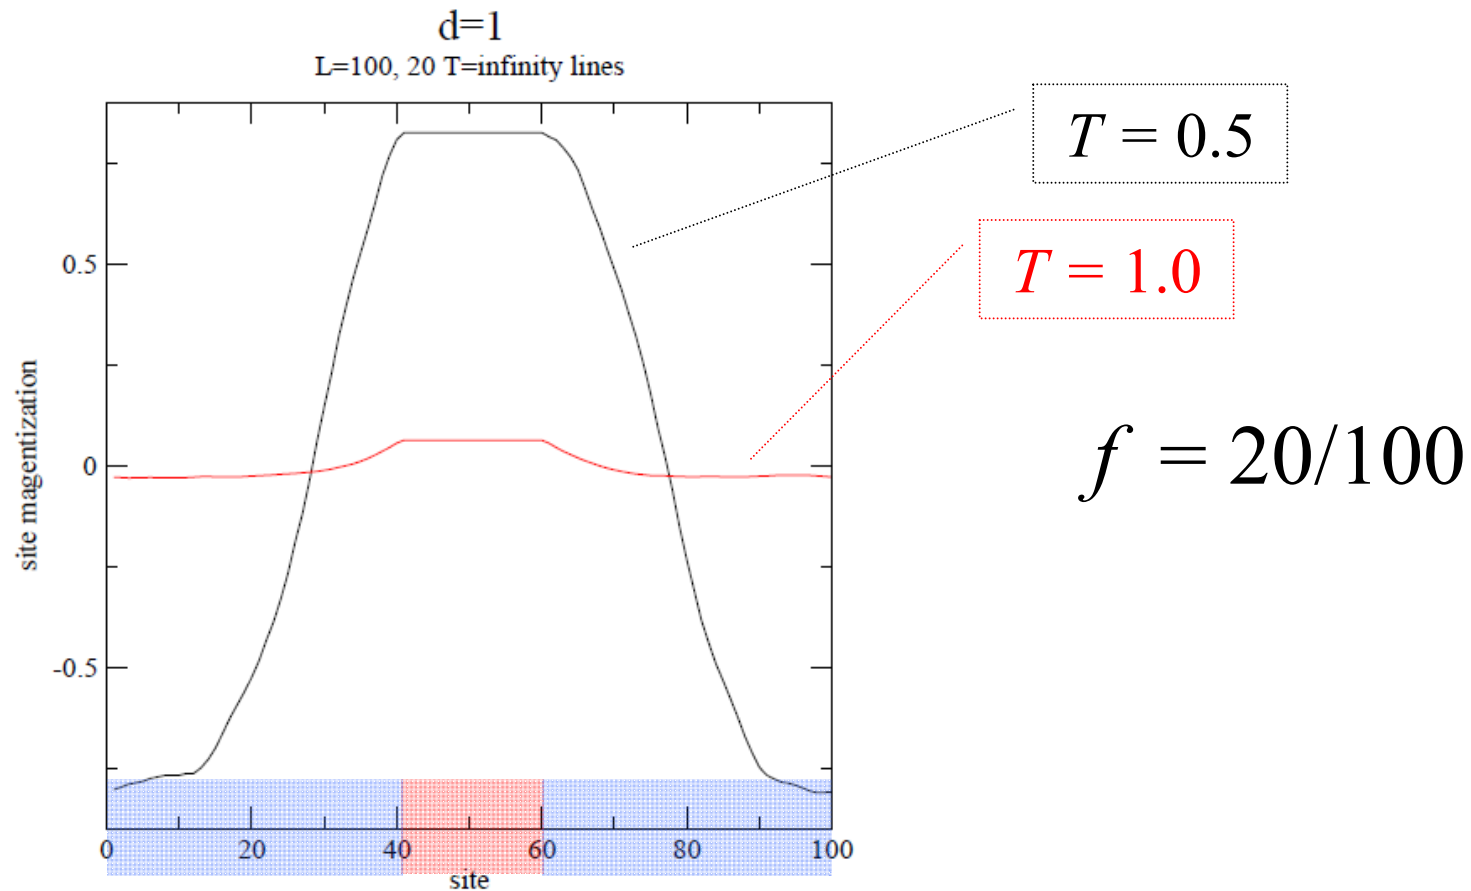 d=1
L=100, 20 T=infinity lines
T = 0.5
T = 1.0
f = 20/100
site magentization
0.5
0
-0.5
0 20 40 60 80 100
site